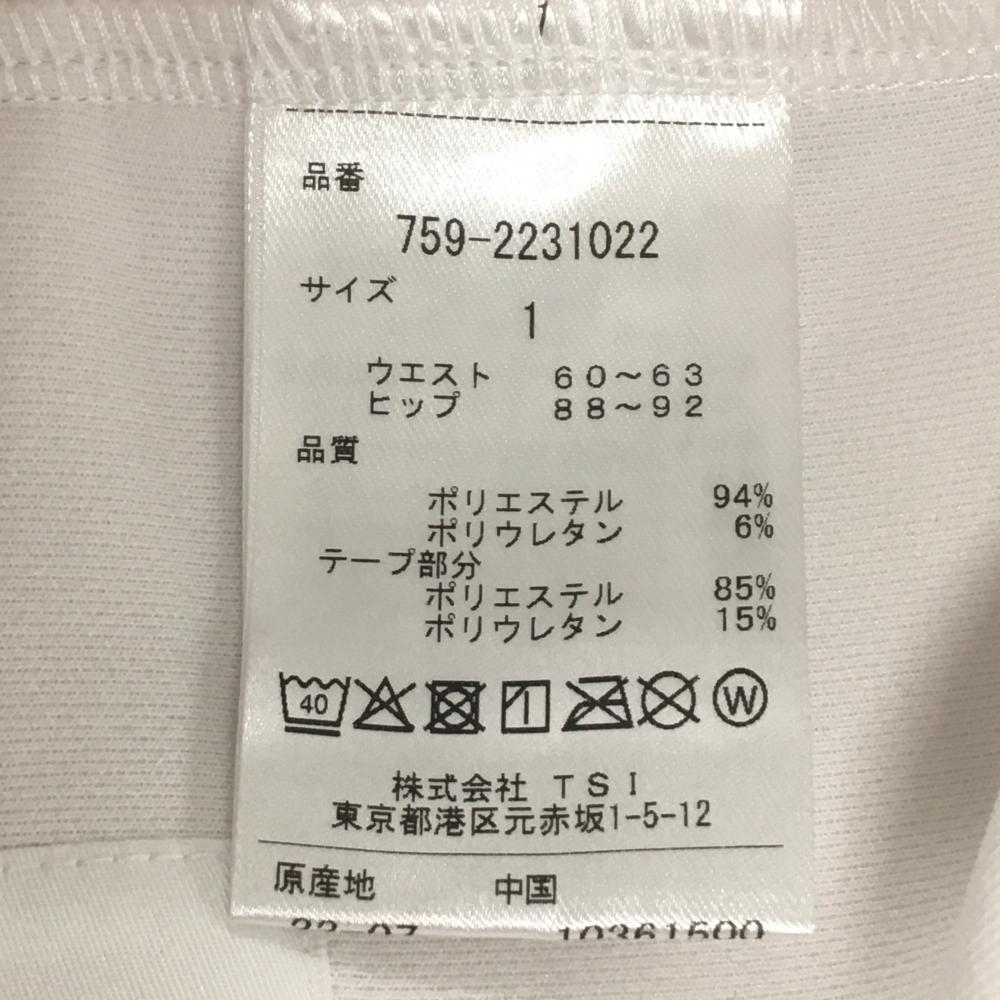 品番
759-2231022
サイズ
1
ウエスト 60～63
ヒップ 88～92
品質
ポリエステル 94%
ポリウレタン 6%
テープ部分
ポリエステル 85%
ポリウレタン 15%
40 W
株式会社 TSI
東京都港区元赤坂1-5-12
原産地 中国
10361500